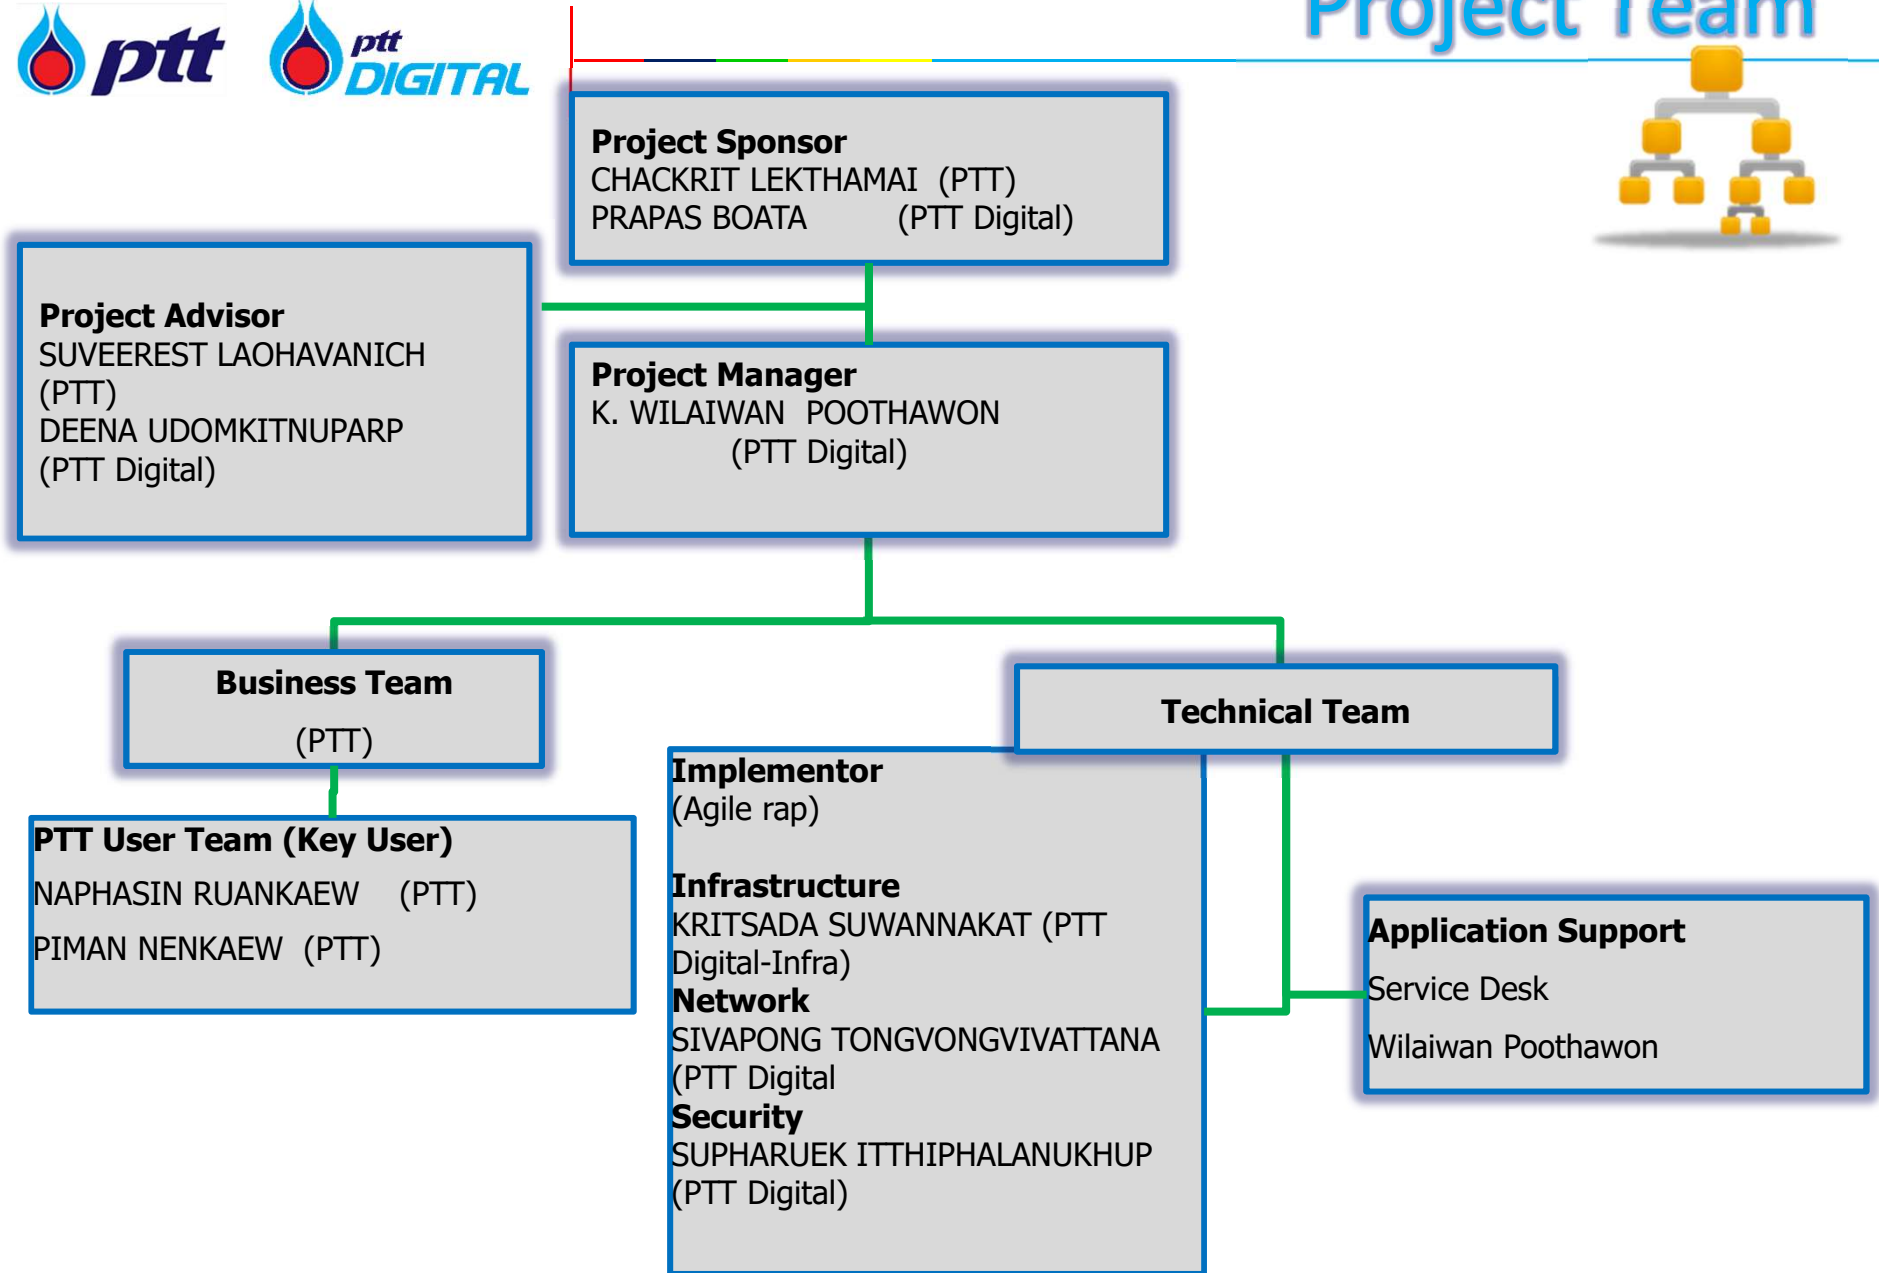 ptt
ptt
DIGITAL
Project Team
Project Sponsor
CHACKRIT LEKTHAMAI (PTT)
PRAPAS BOATA (PTT Digital)
Project Advisor
SUVEEREST LAOHAVANICH
(PTT)
DEENA UDOMKITNUPARP
(PTT Digital)
Project Manager
K. WILAIWAN POOTHAWON
(PTT Digital)
Business Team
(PTT)
Technical Team
PTT User Team (Key User)
NAPHASIN RUANKAEW (PTT)
PIMAN NENKAEW (PTT)
Implementor
(Agile rap)
Infrastructure
KRITSADA SUWANNAKAT (PTT
Digital-Infra)
Network
SIVAPONG TONGVONGVIVATTANA
(PTT Digital
Security
SUPHARUEK ITTHIPHALANUKHUP
(PTT Digital)
Application Support
Service Desk
Wilaiwan Poothawon